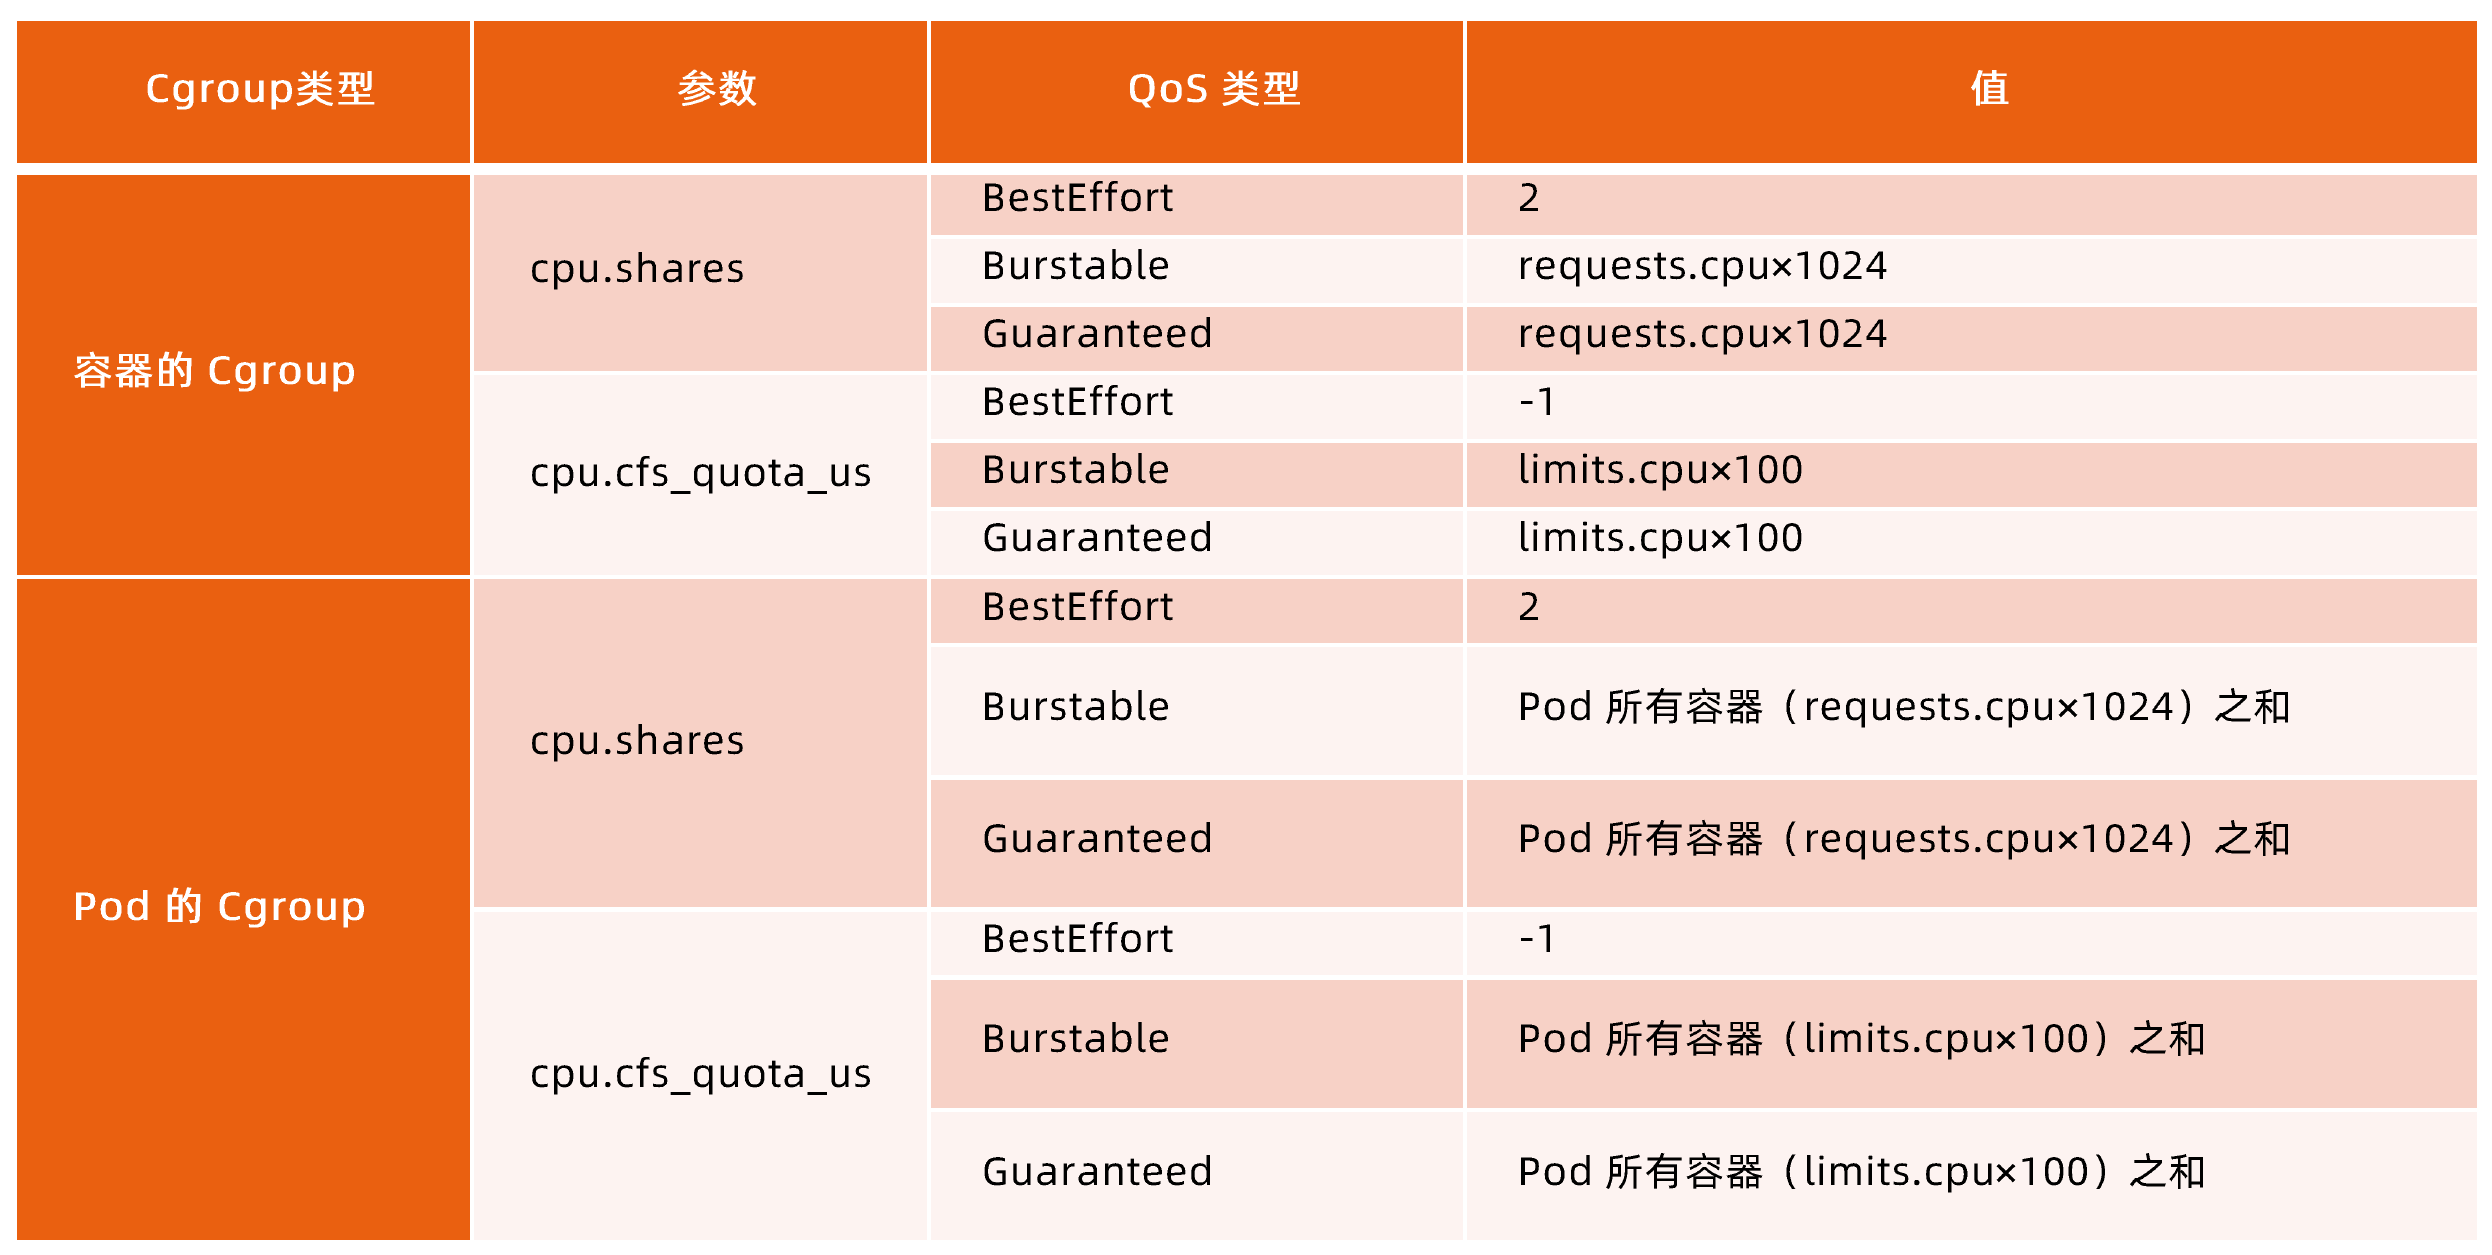 Cgroup类型 参数 QoS 类型 值
容器的 Cgroup cpu.shares BestEffort 2
Burstable requests.cpu×1024
Guaranteed requests.cpu×1024
cpu.cfs_quota_us BestEffort -1
Burstable limits.cpu×100
Guaranteed limits.cpu×100
Pod 的 Cgroup cpu.shares BestEffort 2
Burstable Pod 所有容器（requests.cpu×1024）之和
Guaranteed Pod 所有容器（requests.cpu×1024）之和
cpu.cfs_quota_us BestEffort -1
Burstable Pod 所有容器（limits.cpu×100）之和
Guaranteed Pod 所有容器（limits.cpu×100）之和